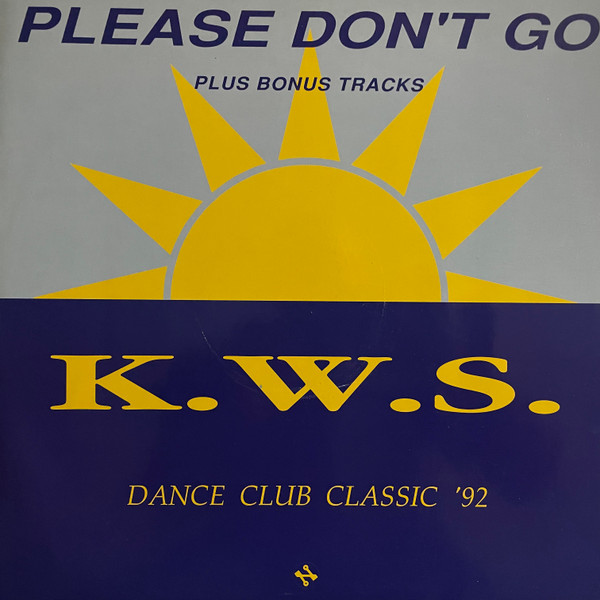 PLEASE DON'T GO
PLUS BONUS TRACKS
K.W.S.
DANCE CLUB CLASSIC '92